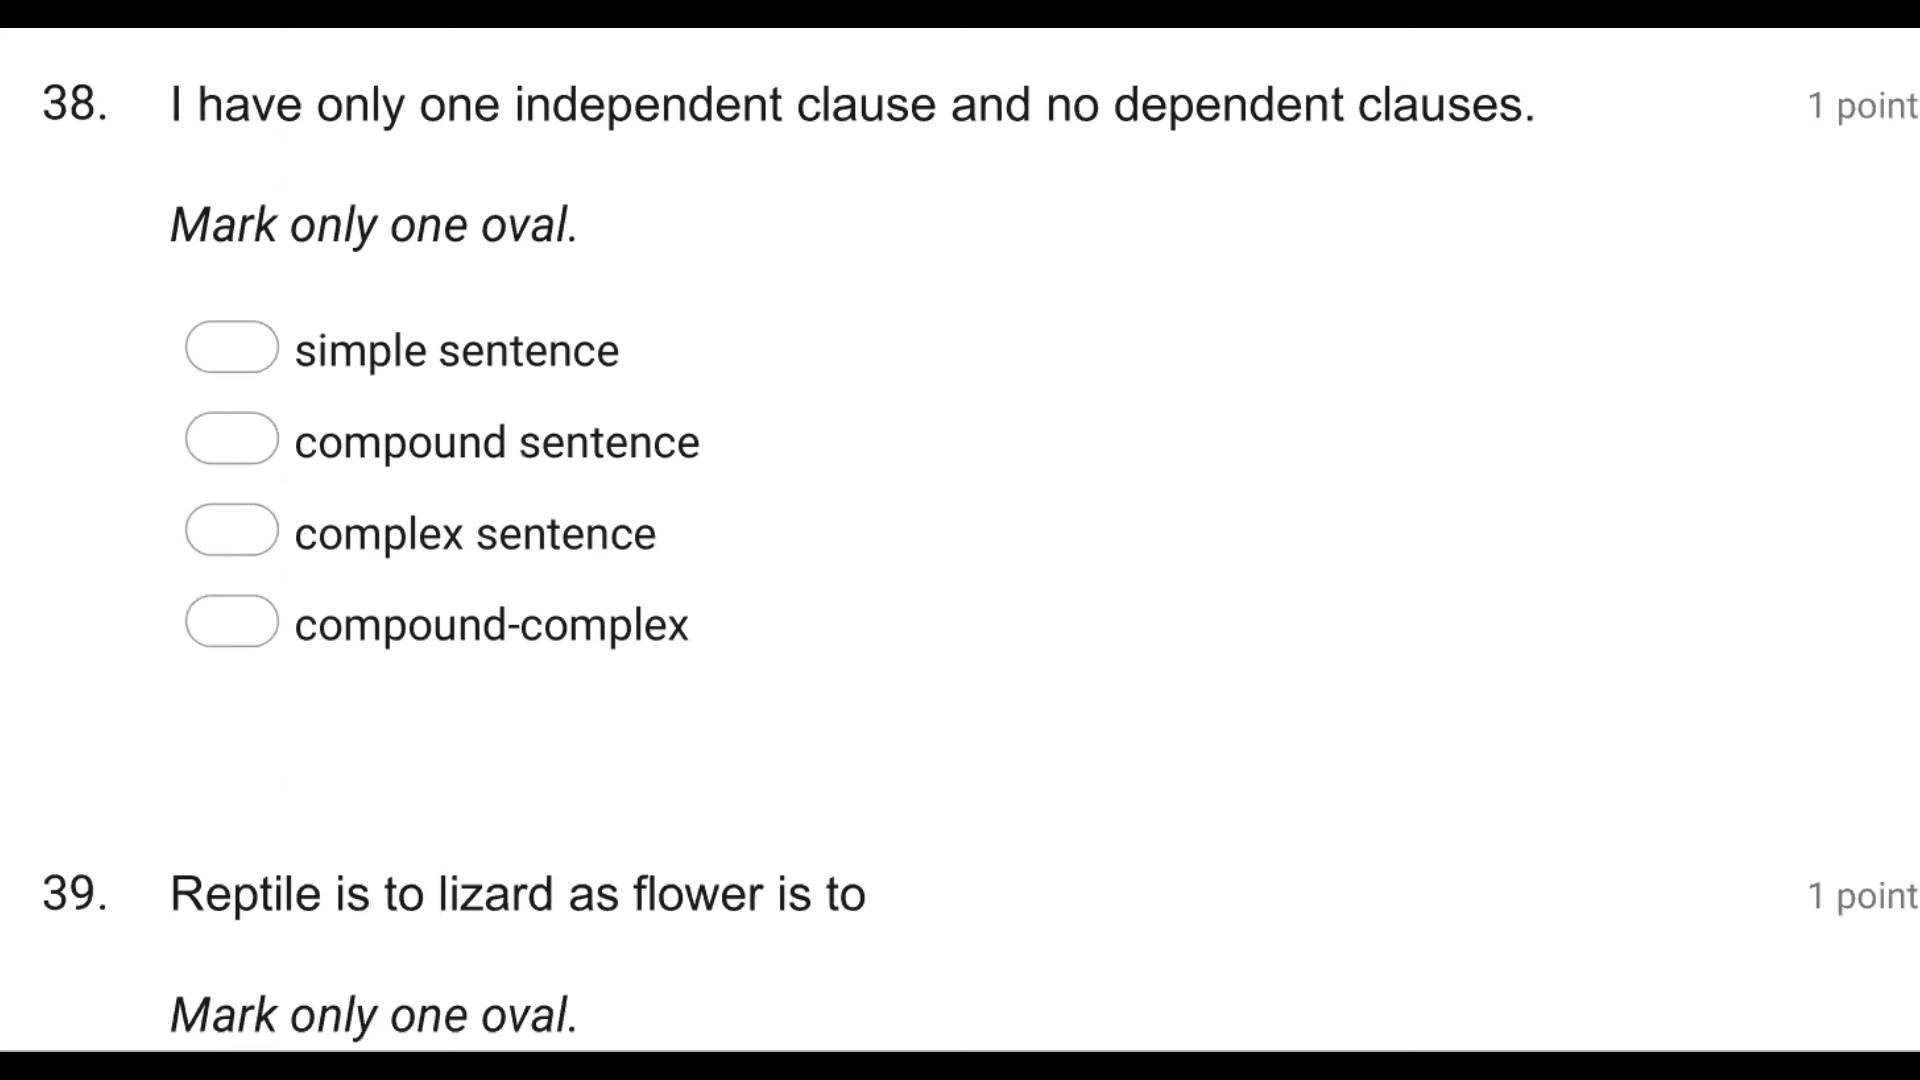 38. I have only one independent clause and no dependent clauses. 1 point
Mark only one oval.
simple sentence
compound sentence
complex sentence
compound-complex
39. Reptile is to lizard as flower is to 1 point
Mark only one oval.